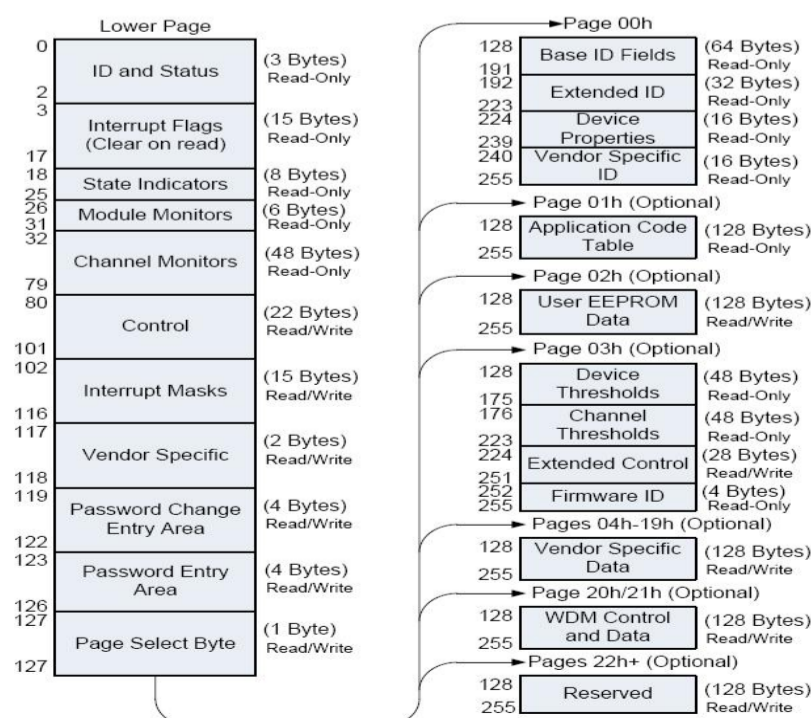 Lower Page
0
ID and Status
(3 Bytes)
Read-Only
2
3
Interrupt Flags
(Clear on read)
(15 Bytes)
Read-Only
17
18
State Indicators
(8 Bytes)
Read-Only
25
26
Module Monitors
(6 Bytes)
Read-Only
31
32
Channel Monitors
(48 Bytes)
Read-Only
79
80
Control
(22 Bytes)
Read/Write
101
102
Interrupt Masks
(15 Bytes)
Read/Write
116
117
Vendor Specific
(2 Bytes)
Read/Write
118
119
Password Change
Entry Area
(4 Bytes)
Read/Write
122
123
Password Entry
Area
(4 Bytes)
Read/Write
126
127
Page Select Byte
(1 Byte)
Read/Write
127
Page 00h
128
Base ID Fields
(64 Bytes)
Read-Only
191
192
Extended ID
(32 Bytes)
Read-Only
223
224
Device
Properties
(16 Bytes)
Read-Only
239
240
Vendor Specific
ID
(16 Bytes)
Read-Only
255
Page 01h (Optional)
128
Application Code
Table
(128 Bytes)
Read-Only
255
Page 02h (Optional)
128
User EEPROM
Data
(128 Bytes)
Read/Write
255
Page 03h (Optional)
128
Device
Thresholds
(48 Bytes)
Read-Only
175
176
Channel
Thresholds
(48 Bytes)
Read-Only
223
224
Extended Control
(28 Bytes)
Read/Write
251
252
Firmware ID
(4 Bytes)
Read-Only
255
Pages 04h-19h (Optional)
128
Vendor Specific
Data
(128 Bytes)
Read/Write
255
Page 20h/21h (Optional)
128
WDM Control
and Data
(128 Bytes)
Read/Write
255
Pages 22h+ (Optional)
128
Reserved
(128 Bytes)
Read/Write
255